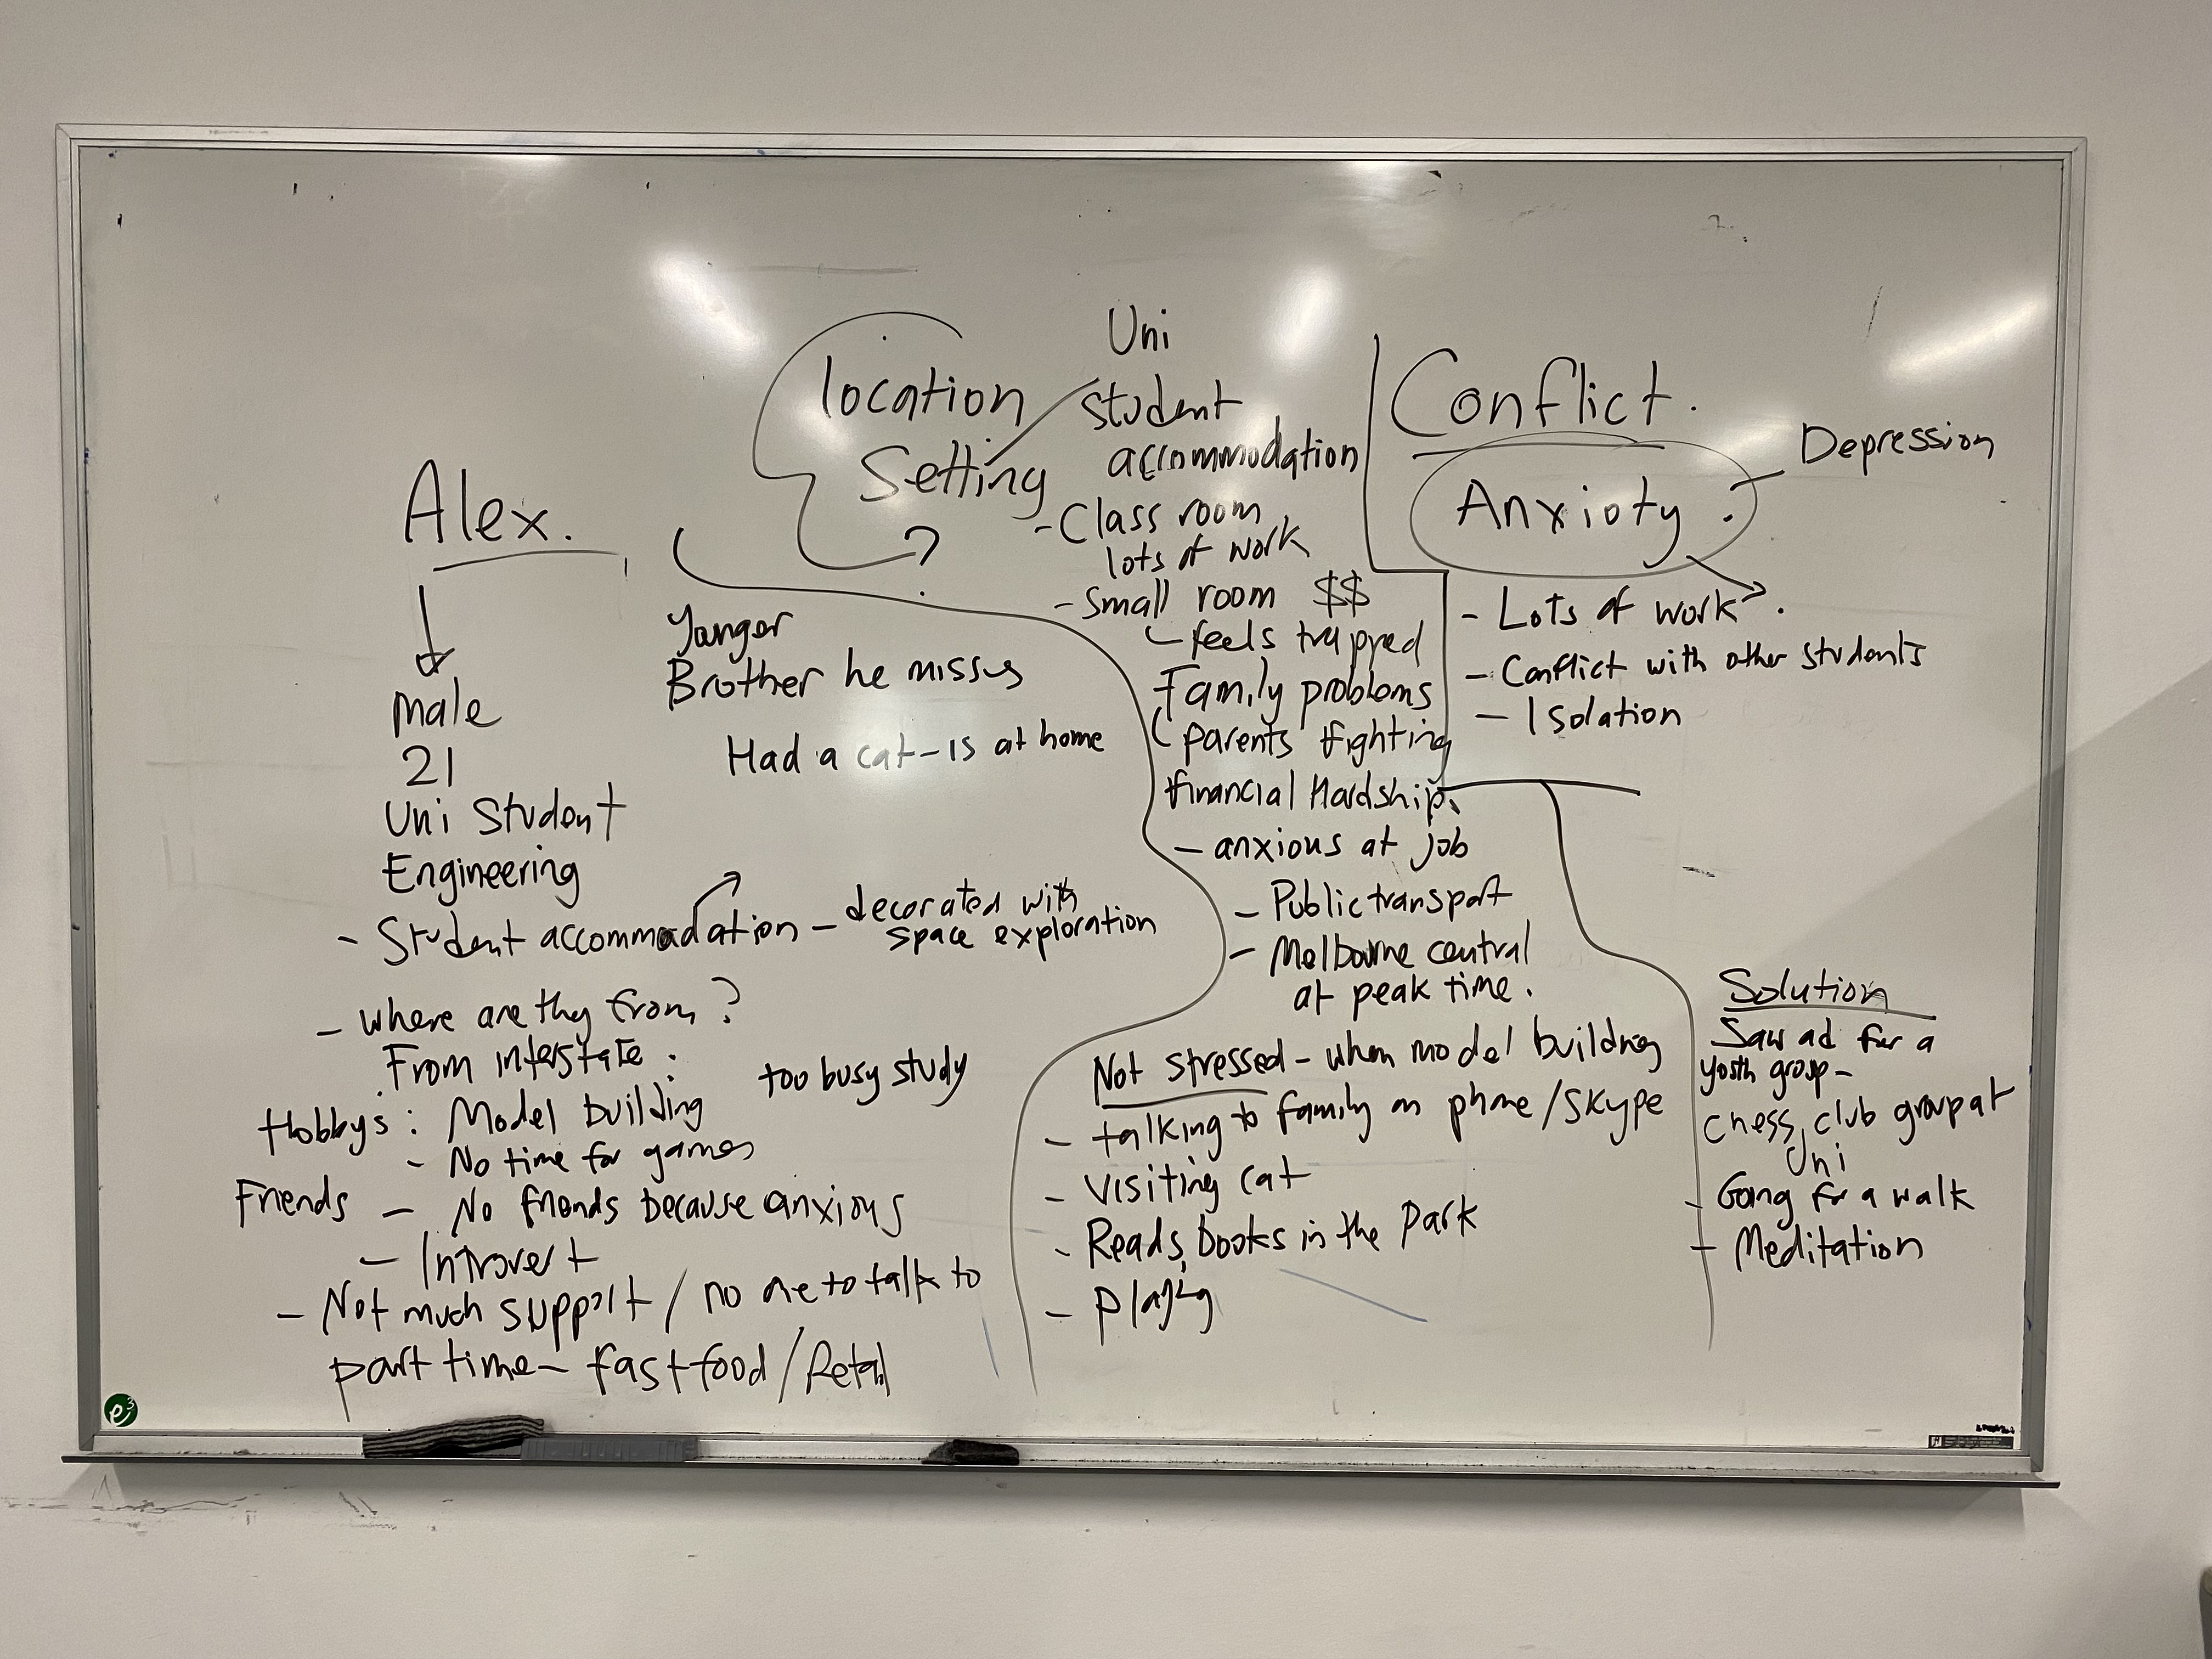 Alex.
Male
21
Uni Student
Engineering
- Student accommodation - decorated with
space exploration
- where are thy from?
From interstate.
Hobbys: Model building
too busy study
- No time for games
Friends - No friends because anxious
- Introvert
- Not much support / no one to talk to
part time - fast food / Retail
Yonger
Brother he misses
Had a cat - is at home
location
Setting
?
Uni
Student
accommodation
- Class room
lots of work
- Small room $$
feels trapped
Family problems
parents fighting
financial Hardship.
- anxious at job
- Public transport
- Melbourne central
at peak time.
Not stressed - when model building
- talking to family on phone / Skype
- visiting cat
- Reads books in the park
- Playing
Conflict.
Anxioty.
Depression
- Lots of work.
- Conflict with other students
- Isolation
Solution
Saw ad for a
youth group -
chess club group at
Uni
- Going for a walk
- Meditation
e3